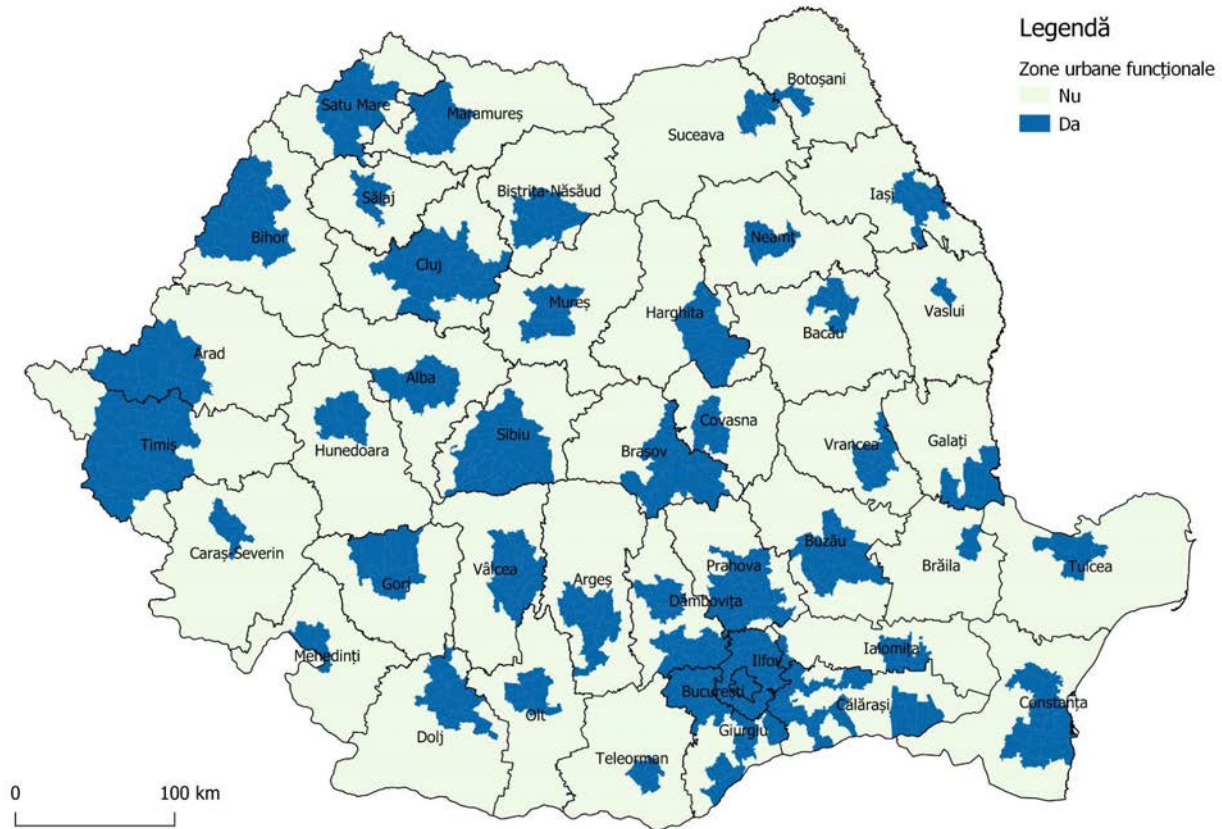 Legendă
Zone urbane funcționale
Nu
Da
Botoșani
Satu Mare
Maramureș
Suceava
Bistrița-Năsăud
Sălaj
Iași
Bihor
Neamț
Cluj
Mureș
Harghita
Vaslui
Bacău
Arad
Alba
Covasna
Sibiu
Timiș
Hunedoara
Brașov
Vrancea
Galați
Caraș-Severin
Buzău
Gorj
Vâlcea
Argeș
Prahova
Brăila
Tulcea
Dâmbovița
Mehedinți
Ilfov
Ialomița
București
Călărași
Constanța
Olt
Giurgiu
Dolj
Teleorman
0 100 km